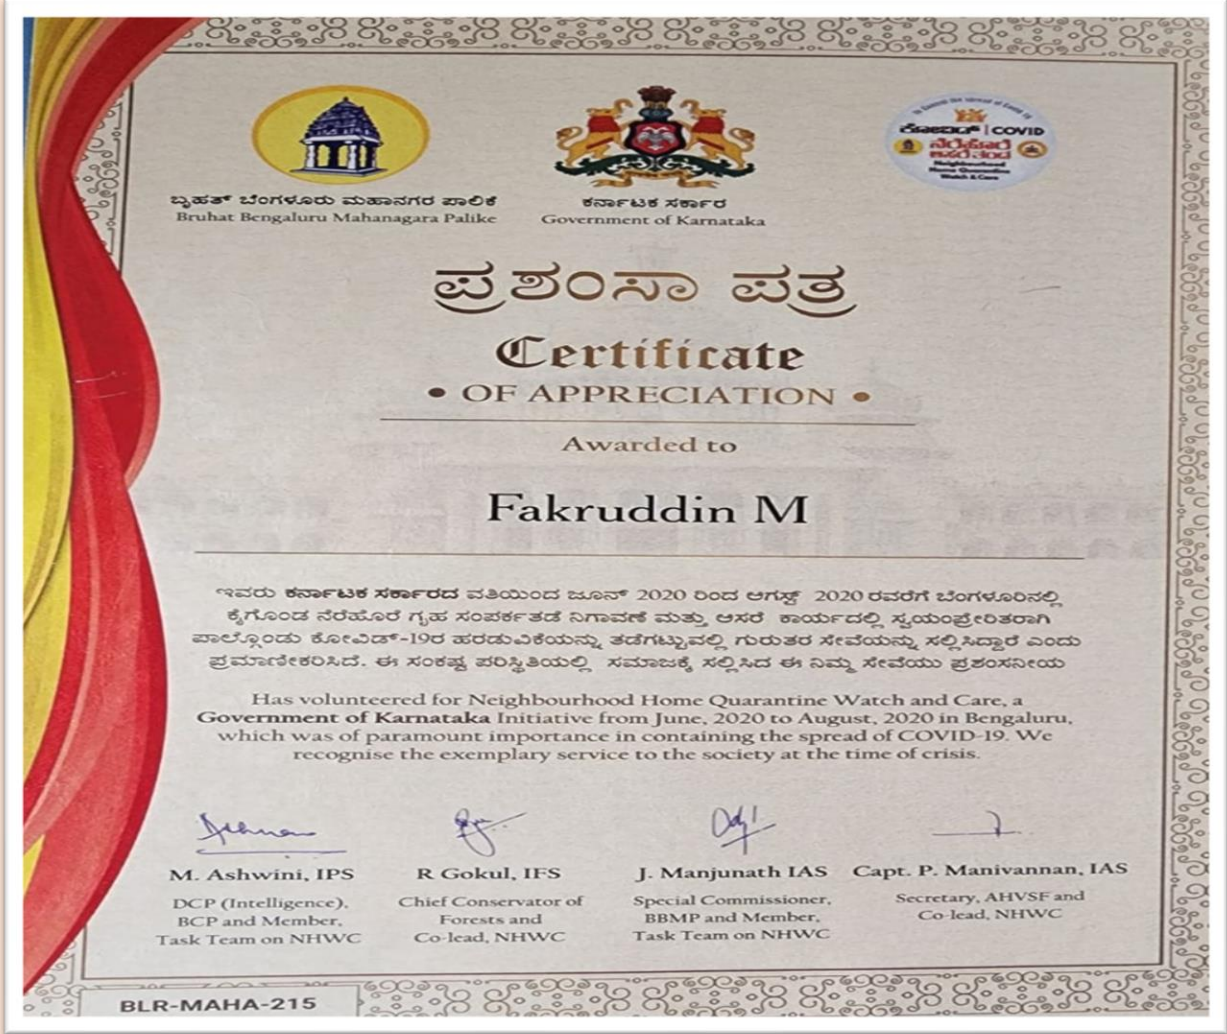 ಬೃಹತ್ ಬೆಂಗಳೂರು ಮಹಾನಗರ ಪಾಲಿಕೆ
Bruhat Bengaluru Mahanagara Palike
ಕರ್ನಾಟಕ ಸರ್ಕಾರ
Government of Karnataka
ಕೋವಿಡ್ | COVID
ನೆರೆಹೊರೆ
ಆಸರೆ ತಂಡ
Neighbourhood
Home Quarantine
Watch & Care
ಪ್ರಶಂಸಾ ಪತ್ರ
Certificate
• OF APPRECIATION •
Awarded to
Fakruddin M
ಇವರು ಕರ್ನಾಟಕ ಸರ್ಕಾರದ ವತಿಯಿಂದ ಜೂನ್ 2020 ರಿಂದ ಆಗಸ್ಟ್ 2020 ರವರೆಗೆ ಬೆಂಗಳೂರಿನಲ್ಲಿ
ಕೈಗೊಂಡ ನೆರೆಹೊರೆ ಗೃಹ ಸಂಪರ್ಕತಡೆ ನಿಗಾವಣೆ ಮತ್ತು ಆಸರೆ ಕಾರ್ಯದಲ್ಲಿ ಸ್ವಯಂಪ್ರೇರಿತರಾಗಿ
ಪಾಲ್ಗೊಂಡು ಕೋವಿಡ್-19ರ ಹರಡುವಿಕೆಯನ್ನು ತಡೆಗಟ್ಟುವಲ್ಲಿ ಗುರುತರ ಸೇವೆಯನ್ನು ಸಲ್ಲಿಸಿದ್ದಾರೆ ಎಂದು
ಪ್ರಮಾಣೀಕರಿಸಿದೆ. ಈ ಸಂಕಷ್ಟ ಪರಿಸ್ಥಿತಿಯಲ್ಲಿ ಸಮಾಜಕ್ಕೆ ಸಲ್ಲಿಸಿದ ಈ ನಿಮ್ಮ ಸೇವೆಯು ಪ್ರಶಂಸನೀಯ
Has volunteered for Neighbourhood Home Quarantine Watch and Care, a
Government of Karnataka Initiative from June, 2020 to August, 2020 in Bengaluru,
which was of paramount importance in containing the spread of COVID-19. We
recognise the exemplary service to the society at the time of crisis.
M. Ashwini, IPS
DCP (Intelligence),
BCP and Member,
Task Team on NHWC
R Gokul, IFS
Chief Conservator of
Forests and
Co-lead, NHWC
J. Manjunath IAS
Special Commissioner,
BBMP and Member,
Task Team on NHWC
Capt. P. Manivannan, IAS
Secretary, AHVSF and
Co-lead, NHWC
BLR-MAHA-215